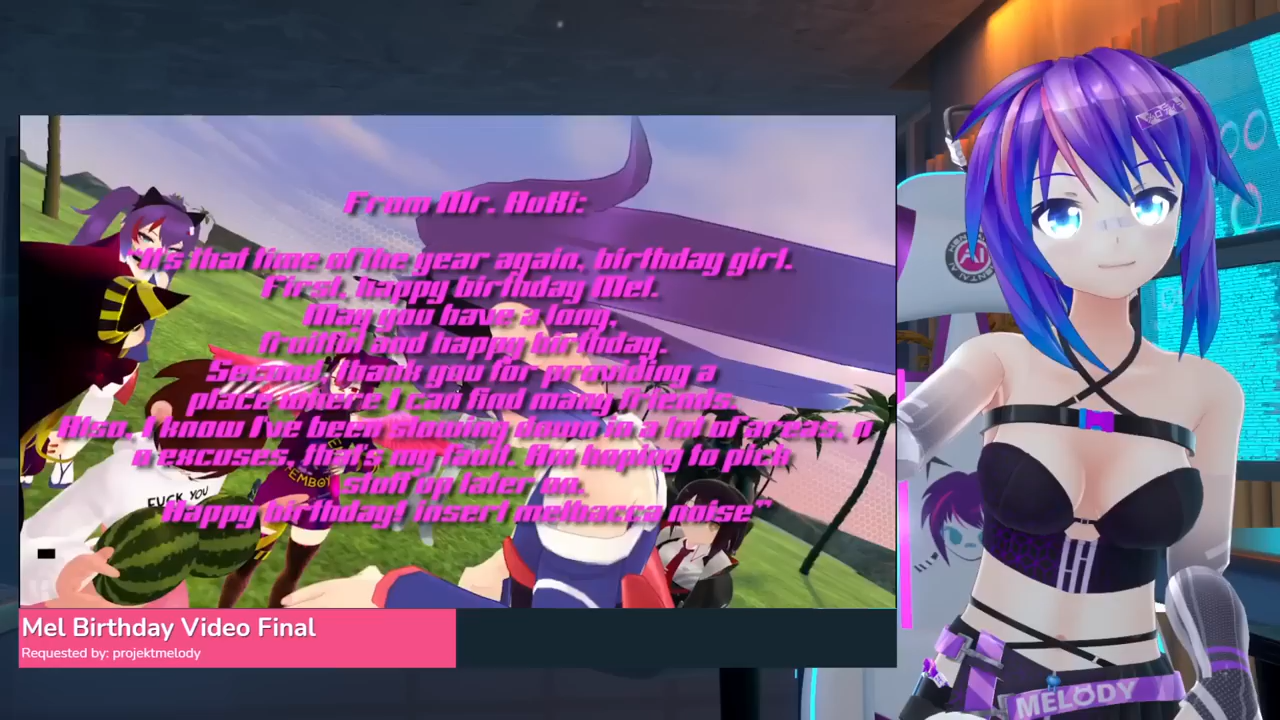 From Mr. AuKi:
It's that time of the year again, birthday girl.
First, happy birthday Mel.
May you have a long,
fruitful and happy birthday.
Second, thank you for providing a
place where I can find many friends.
Also, I know I've been slowing down in a lot of areas, n
o excuses, that's my fault. Am hoping to pick
stuff up later on.
Happy birthday! insert melbacca noise"
FUCK YOU
EMBOY
Mel Birthday Video Final
Requested by: projektmelody
AI
MELODY